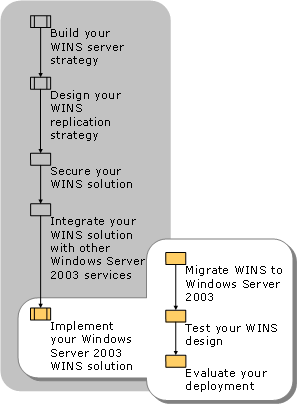 Build your
WINS server
strategy
Design your
WINS
replication
strategy
Secure your
WINS solution
Integrate your
WINS solution
with other
Windows Server
2003 services
Implement
your Windows
Server 2003
WINS solution
Migrate WINS to
Windows Server
2003
Test your WINS
design
Evaluate your
deployment